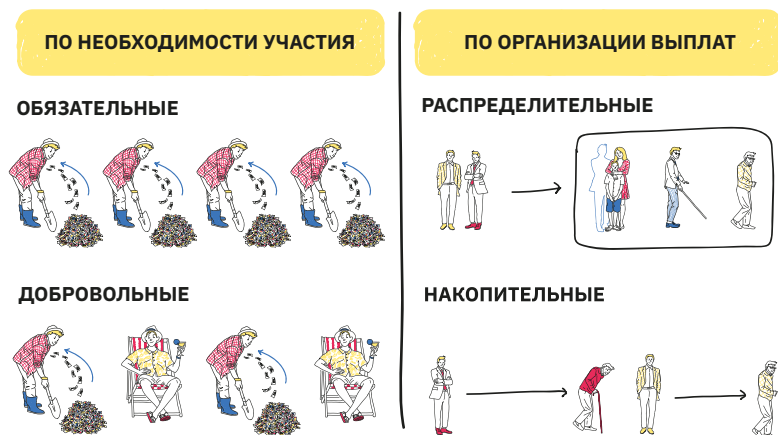 ПО НЕОБХОДИМОСТИ УЧАСТИЯ
ОБЯЗАТЕЛЬНЫЕ
ДОБРОВОЛЬНЫЕ
ПО ОРГАНИЗАЦИИ ВЫПЛАТ
РАСПРЕДЕЛИТЕЛЬНЫЕ
НАКОПИТЕЛЬНЫЕ